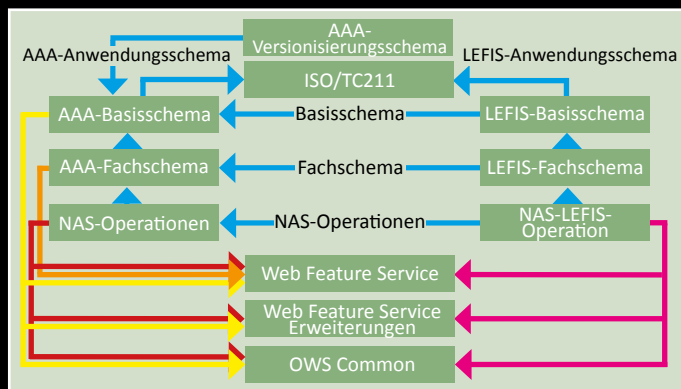 AAA-
Versionisierungsschema
AAA-Anwendungsschema
LEFIS-Anwendungsschema
ISO/TC211
AAA-Basisschema
Basisschema
LEFIS-Basisschema
AAA-Fachschema
Fachschema
LEFIS-Fachschema
NAS-Operationen
NAS-Operationen
NAS-LEFIS-
Operation
Web Feature Service
Web Feature Service
Erweiterungen
OWS Common